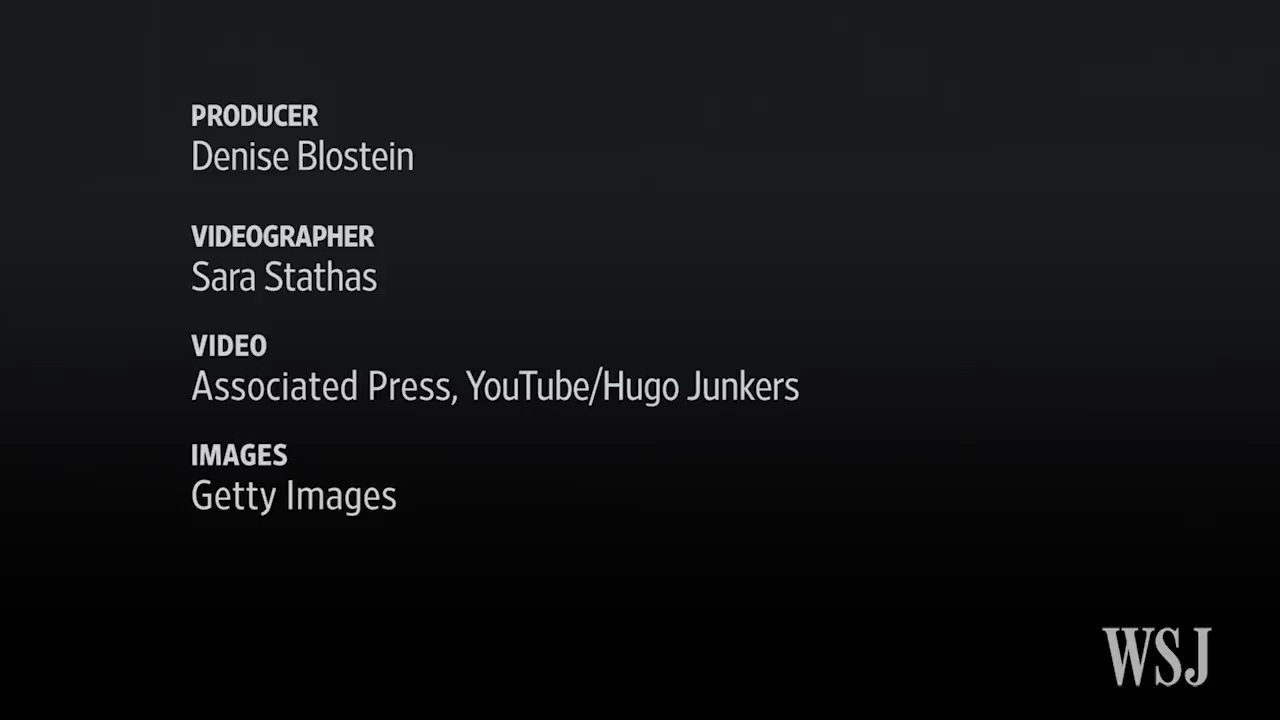 PRODUCER
Denise Blostein
VIDEOGRAPHER
Sara Stathas
VIDEO
Associated Press, YouTube/Hugo Junkers
IMAGES
Getty Images
WSJ